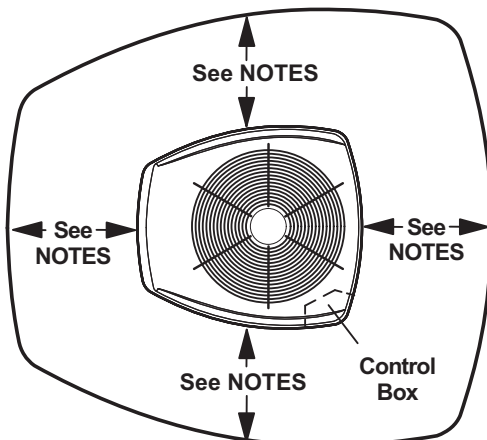 See NOTES
See
NOTES
See
NOTES
See NOTES
Control
Box